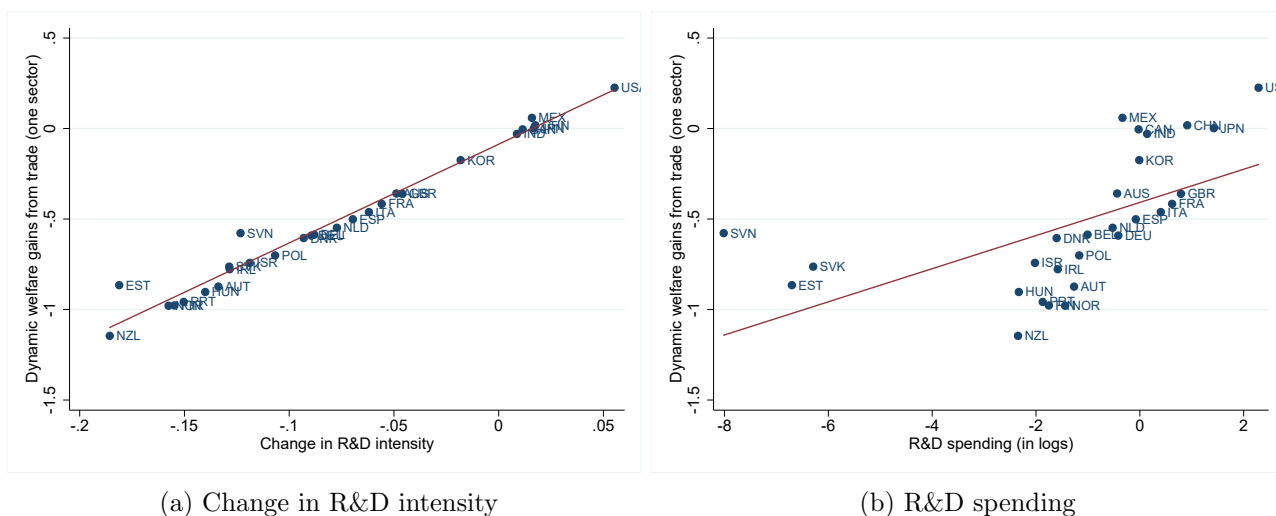 Dynamic welfare gains from trade (one sector)
.5
0
-.5
-1
-1.5
USA
MEX
IND
KOR
GBR
FRA
ITA
ESP
NLD
SVN
DNK
POL
ISR
IRL
EST
AUT
HUN
PRT
NZL
-.2
-.15
-.1
-.05
0
.05
Change in R&D intensity
(a) Change in R&D intensity
Dynamic welfare gains from trade (one sector)
.5
0
-.5
-1
-1.5
US
MEX
CHN
CAN
JPN
IND
KOR
AUS
GBR
FRA
ITA
ESP
NLD
SVN
BEL
DEU
DNK
POL
ISR
SVK
IRL
EST
AUT
HUN
PRT
NOR
NZL
-8
-6
-4
-2
0
2
R&D spending (in logs)
(b) R&D spending